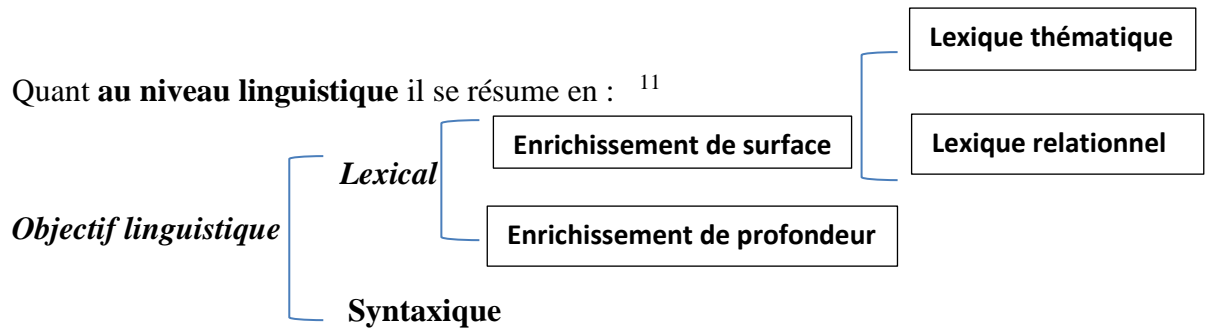 Lexique thématique
Quant au niveau linguistique il se résume en : 11
Enrichissement de surface
Lexique relationnel
Lexical
Objectif linguistique
Enrichissement de profondeur
Syntaxique